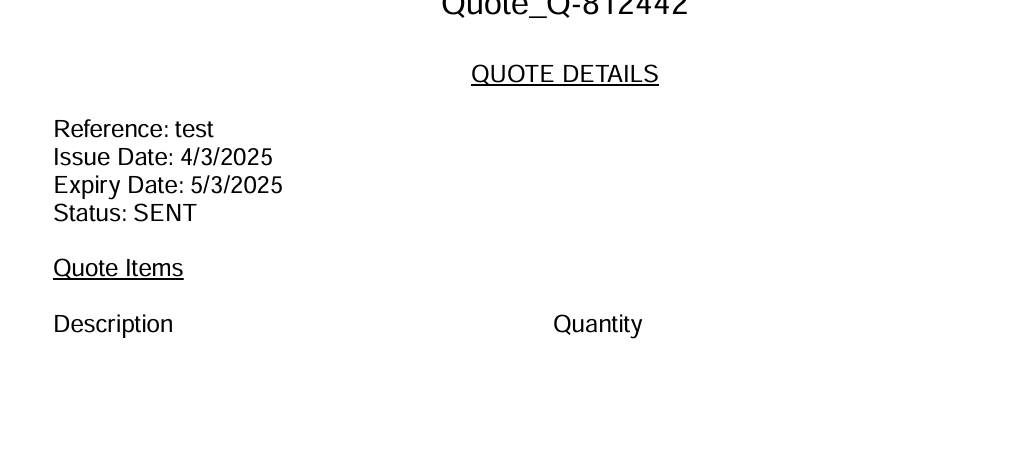 Quote_Q-812442
QUOTE DETAILS
Reference: test
Issue Date: 4/3/2025
Expiry Date: 5/3/2025
Status: SENT
Quote Items
Description Quantity